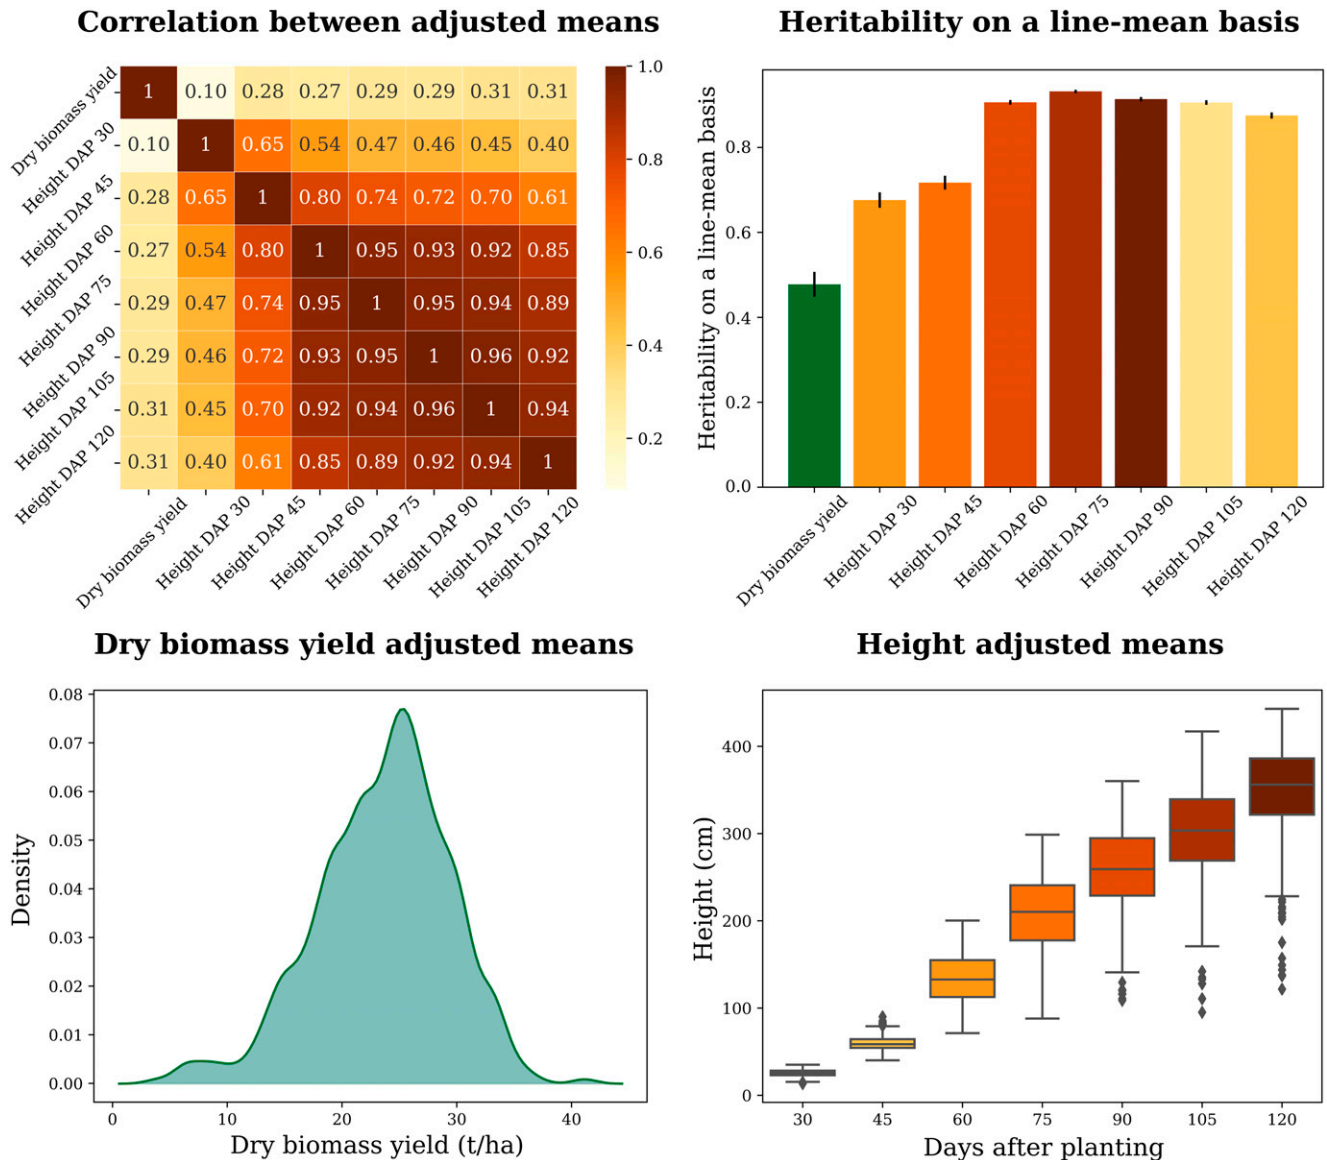 Correlation between adjusted means
Dry biomass yield
Height DAP 30
Height DAP 45
Height DAP 60
Height DAP 75
Height DAP 90
Height DAP 105
Height DAP 120
1 0.10 0.28 0.27 0.29 0.29 0.31 0.31
0.10 1 0.65 0.54 0.47 0.46 0.45 0.40
0.28 0.65 1 0.80 0.74 0.72 0.70 0.61
0.27 0.54 0.80 1 0.95 0.93 0.92 0.85
0.29 0.47 0.74 0.95 1 0.95 0.94 0.89
0.29 0.46 0.72 0.93 0.95 1 0.96 0.92
0.31 0.45 0.70 0.92 0.94 0.96 1 0.94
0.31 0.40 0.61 0.85 0.89 0.92 0.94 1
Dry biomass yield
Height DAP 30
Height DAP 45
Height DAP 60
Height DAP 75
Height DAP 90
Height DAP 105
Height DAP 120
1.0
0.8
0.6
0.4
0.2
Heritability on a line-mean basis
Heritability on a line-mean basis
0.8
0.6
0.4
0.2
0.0
Dry biomass yield
Height DAP 30
Height DAP 45
Height DAP 60
Height DAP 75
Height DAP 90
Height DAP 105
Height DAP 120
Dry biomass yield adjusted means
Density
0.08
0.07
0.06
0.05
0.04
0.03
0.02
0.01
0.00
0 10 20 30 40
Dry biomass yield (t/ha)
Height adjusted means
Height (cm)
400
300
200
100
0
30 45 60 75 90 105 120
Days after planting